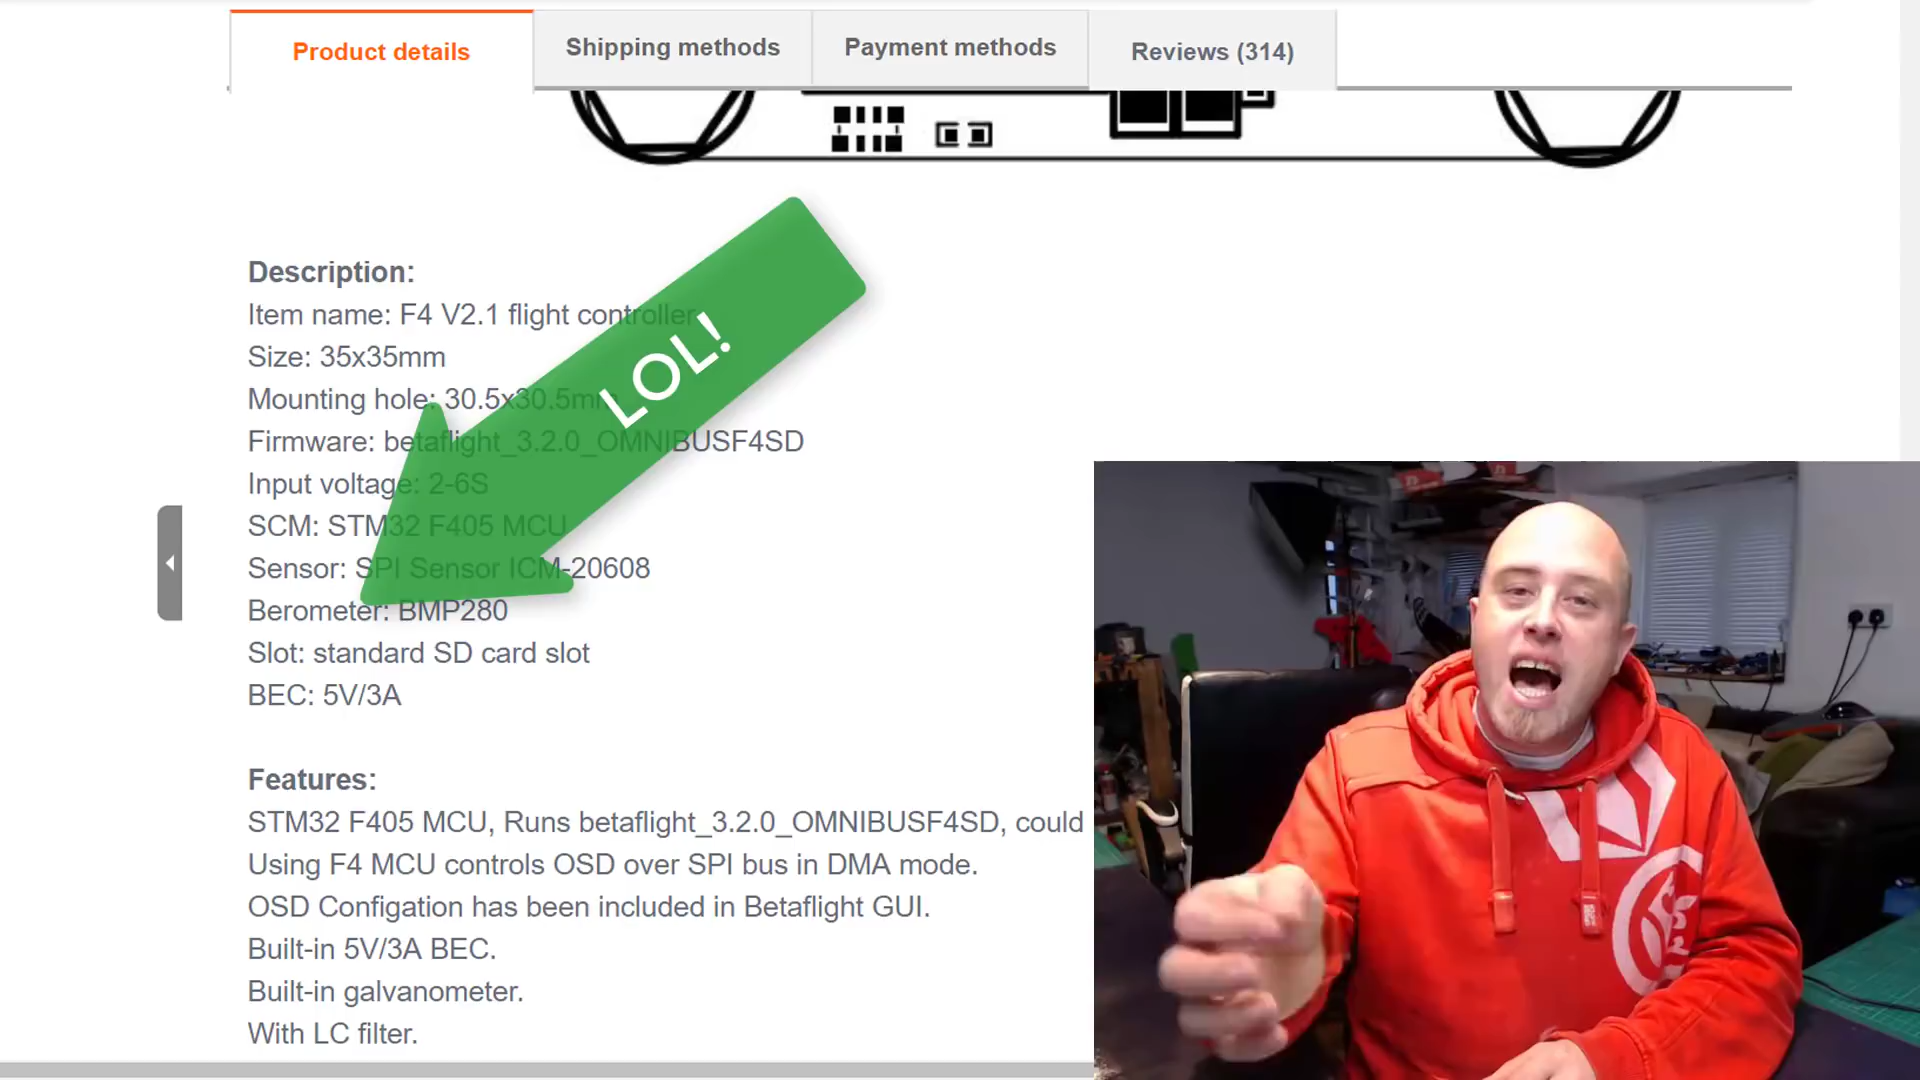 Product details
Shipping methods
Payment methods
Reviews (314)
Description:
Item name: F4 V2.1 flight controller
Size: 35x35mm
Mounting hole: 30.5x30.5mm
Firmware: betaflight_3.2.0_OMNIBUSF4SD
Input voltage: 2-6S
SCM: STM32 F405 MCU
Sensor: SPI Sensor ICM-20608
Berometer: BMP280
Slot: standard SD card slot
BEC: 5V/3A
LOL!
Features:
STM32 F405 MCU, Runs betaflight_3.2.0_OMNIBUSF4SD, could
Using F4 MCU controls OSD over SPI bus in DMA mode.
OSD Configation has been included in Betaflight GUI.
Built-in 5V/3A BEC.
Built-in galvanometer.
With LC filter.